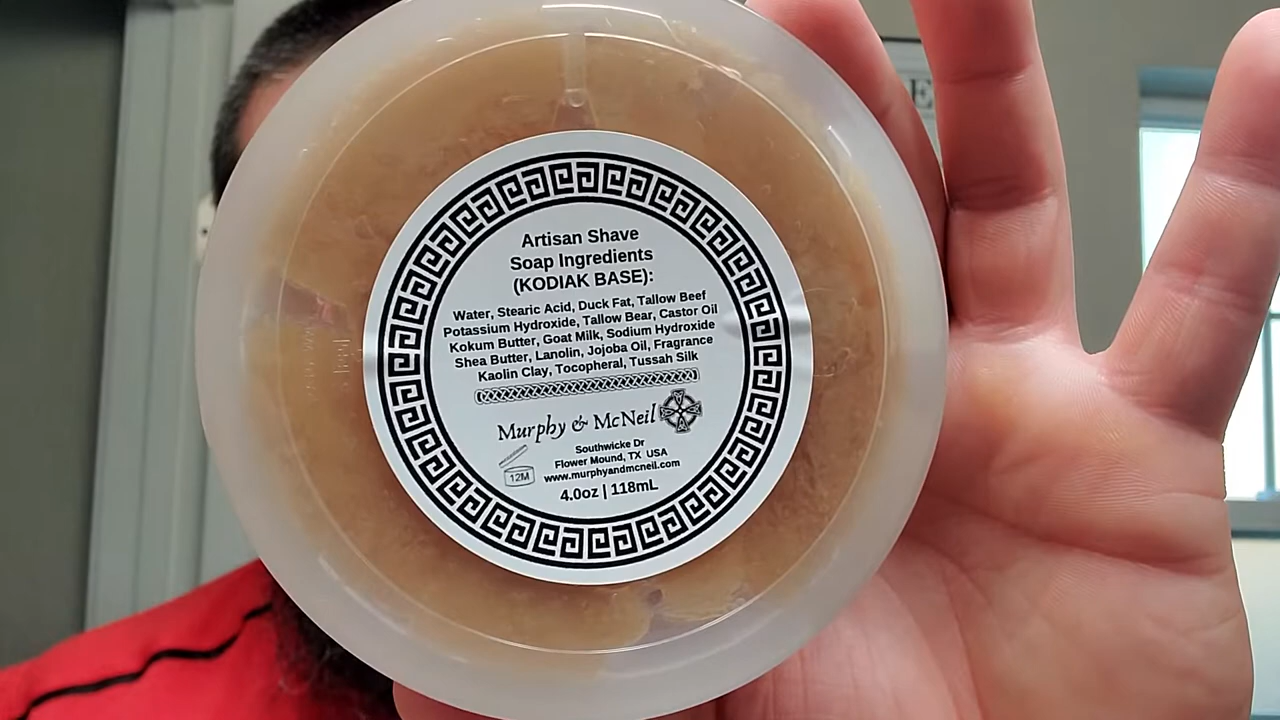 E
Artisan Shave
Soap Ingredients
(KODIAK BASE):
Water, Stearic Acid, Duck Fat, Tallow Beef
Potassium Hydroxide, Tallow Bear, Castor Oil
Kokum Butter, Goat Milk, Sodium Hydroxide
Shea Butter, Lanolin, Jojoba Oil, Fragrance
Kaolin Clay, Tocopheral, Tussah Silk
Murphy & McNeil
Southwicke Dr
Flower Mound, TX USA
12M
www.murphyandmcneil.com
4.0oz | 118mL